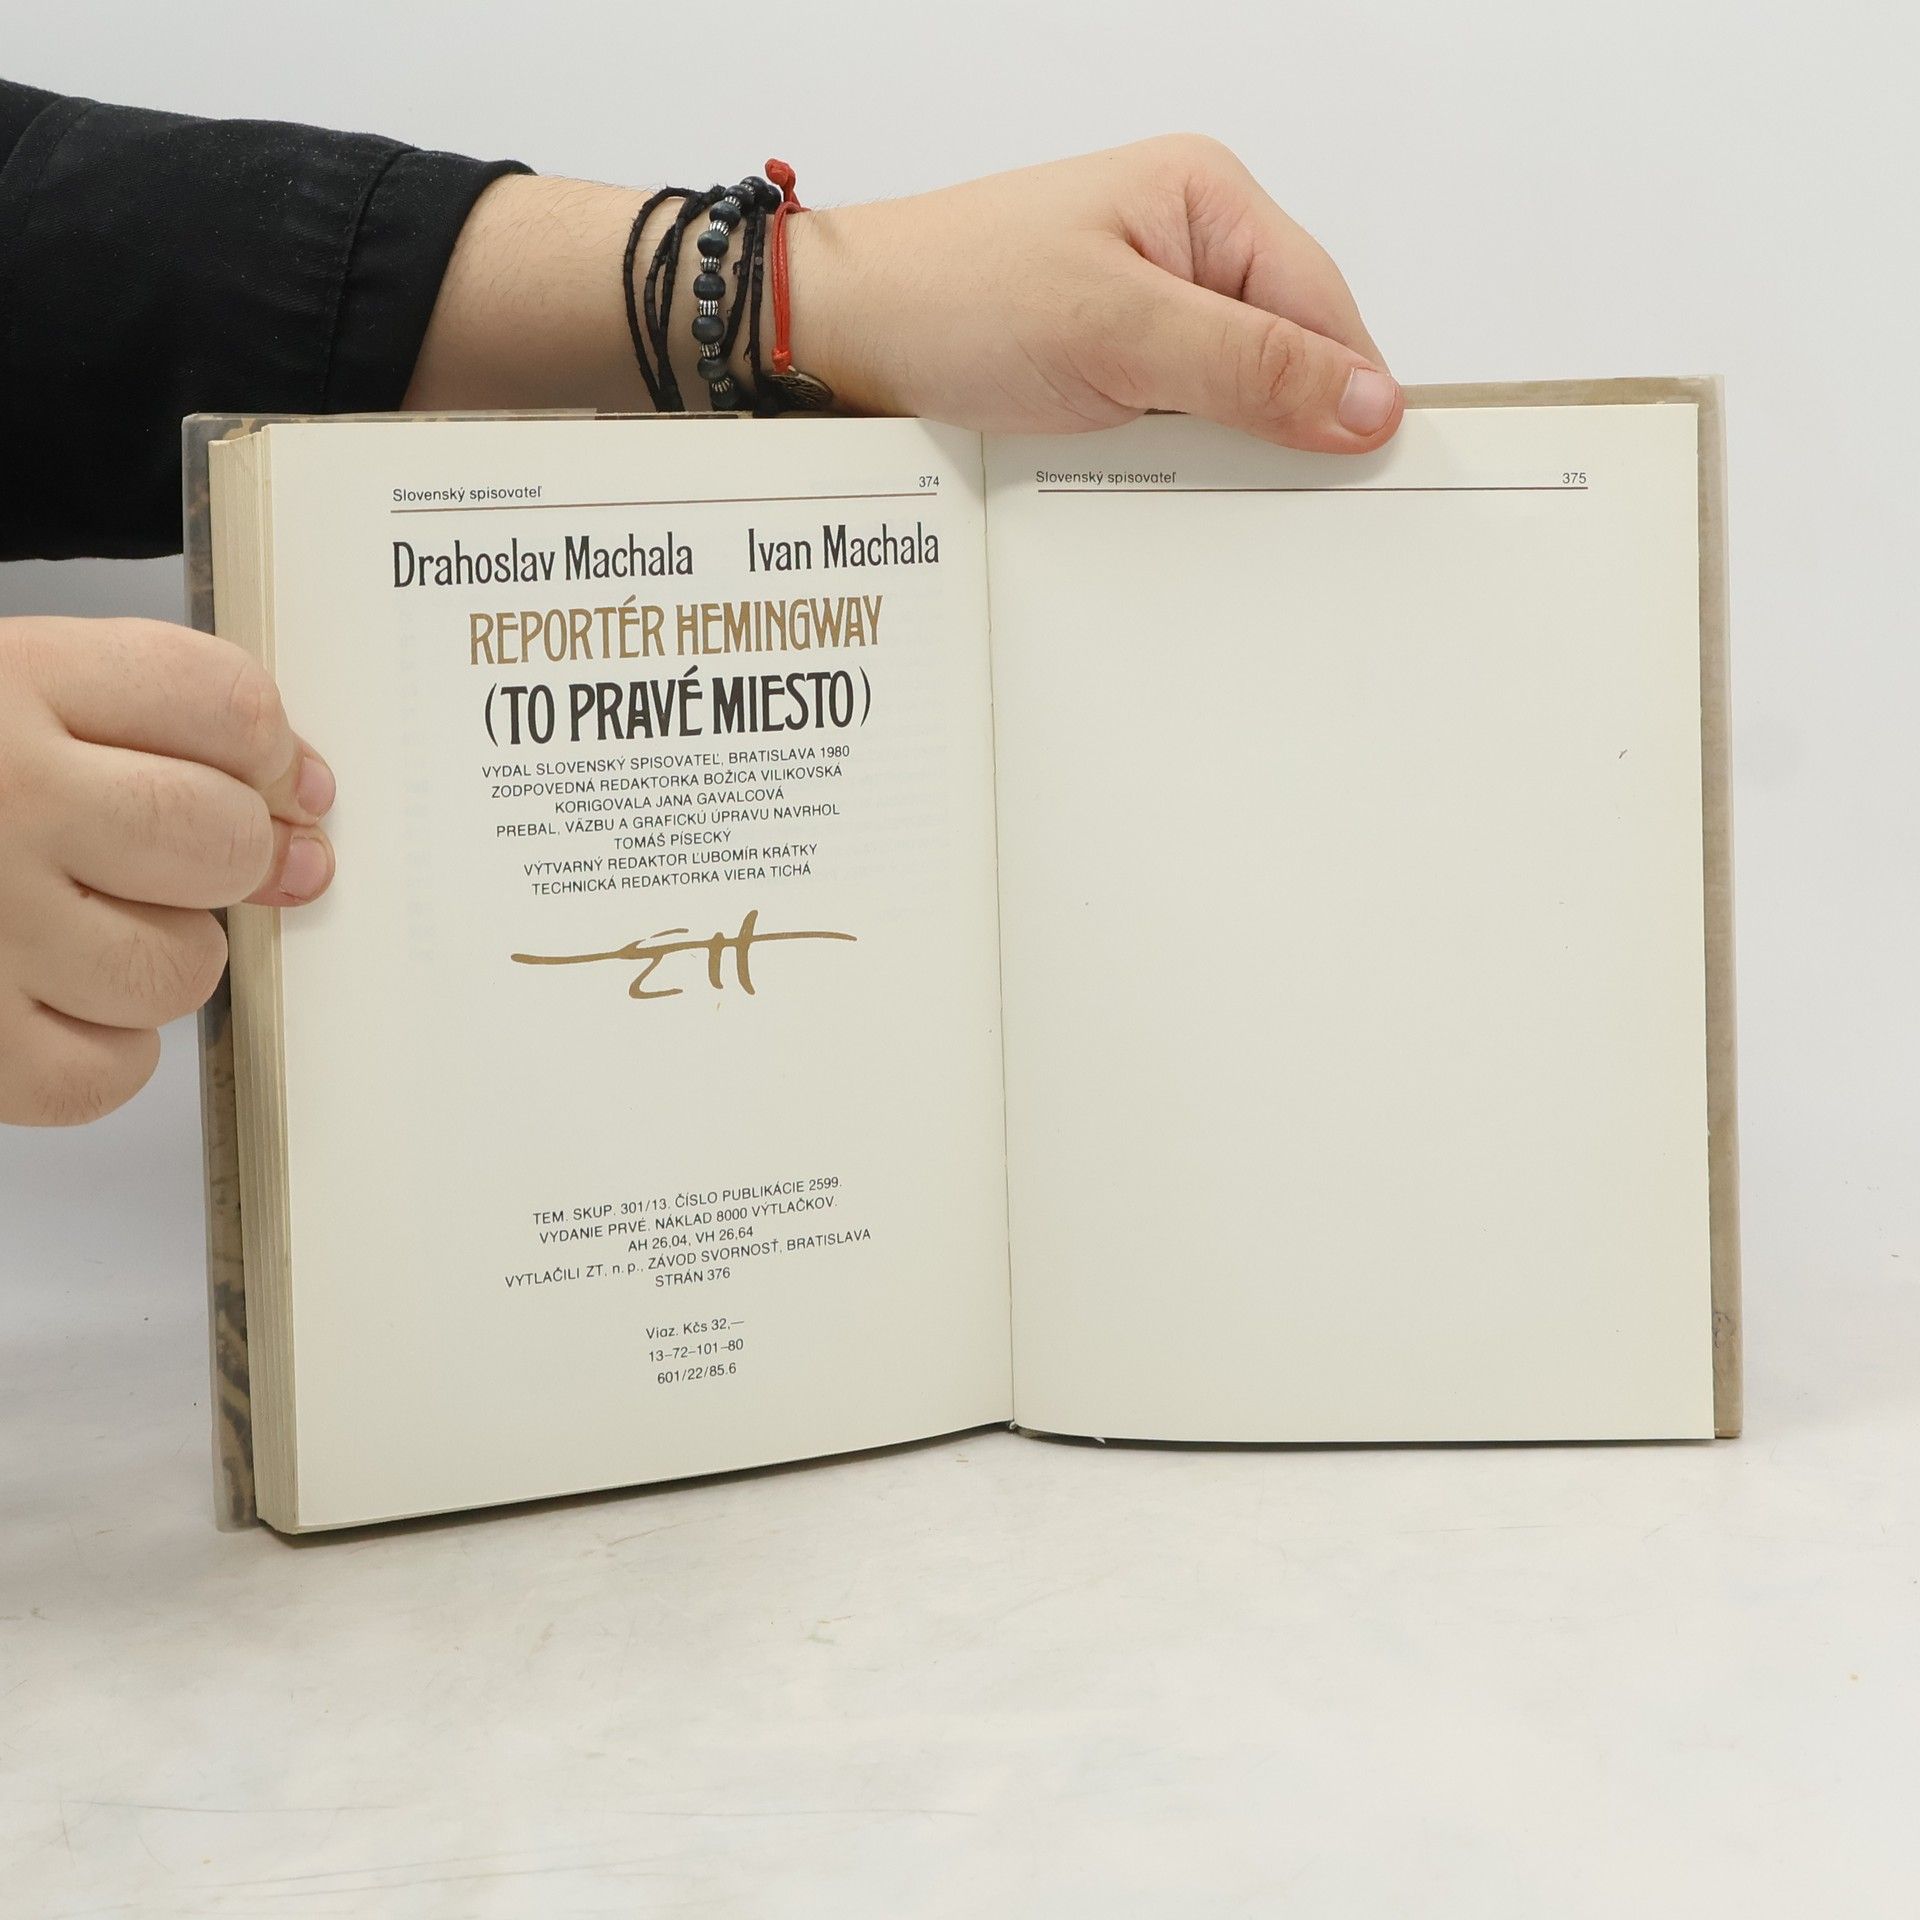 Slovenský spisovateľ 374
Drahoslav Machala Ivan Machala
REPORTÉR HEMINGWAY
(TO PRAVÉ MIESTO)
VYDAL SLOVENSKÝ SPISOVATEĽ, BRATISLAVA 1980
ZODPOVEDNÁ REDAKTORKA BOŽICA VILIKOVSKÁ
KORIGOVALA JANA GAVALCOVÁ
PREBAL, VÄZBU A GRAFICKÚ ÚPRAVU NAVRHOL
TOMÁŠ PÍSECKÝ
VÝTVARNÝ REDAKTOR ĽUBOMÍR KRÁTKY
TECHNICKÁ REDAKTORKA VIERA TICHÁ
EH
TEM. SKUP. 301/13. ČÍSLO PUBLIKÁCIE 2599.
VYDANIE PRVÉ. NÁKLAD 8000 VÝTLAČKOV.
AH 26,04, VH 26,64
VYTLAČILI ZT, n. p., ZÁVOD SVORNOSŤ, BRATISLAVA
STRÁN 376
Viaz. Kčs 32,—
13–72–101–80
601/22/85.6
Slovenský spisovateľ 375